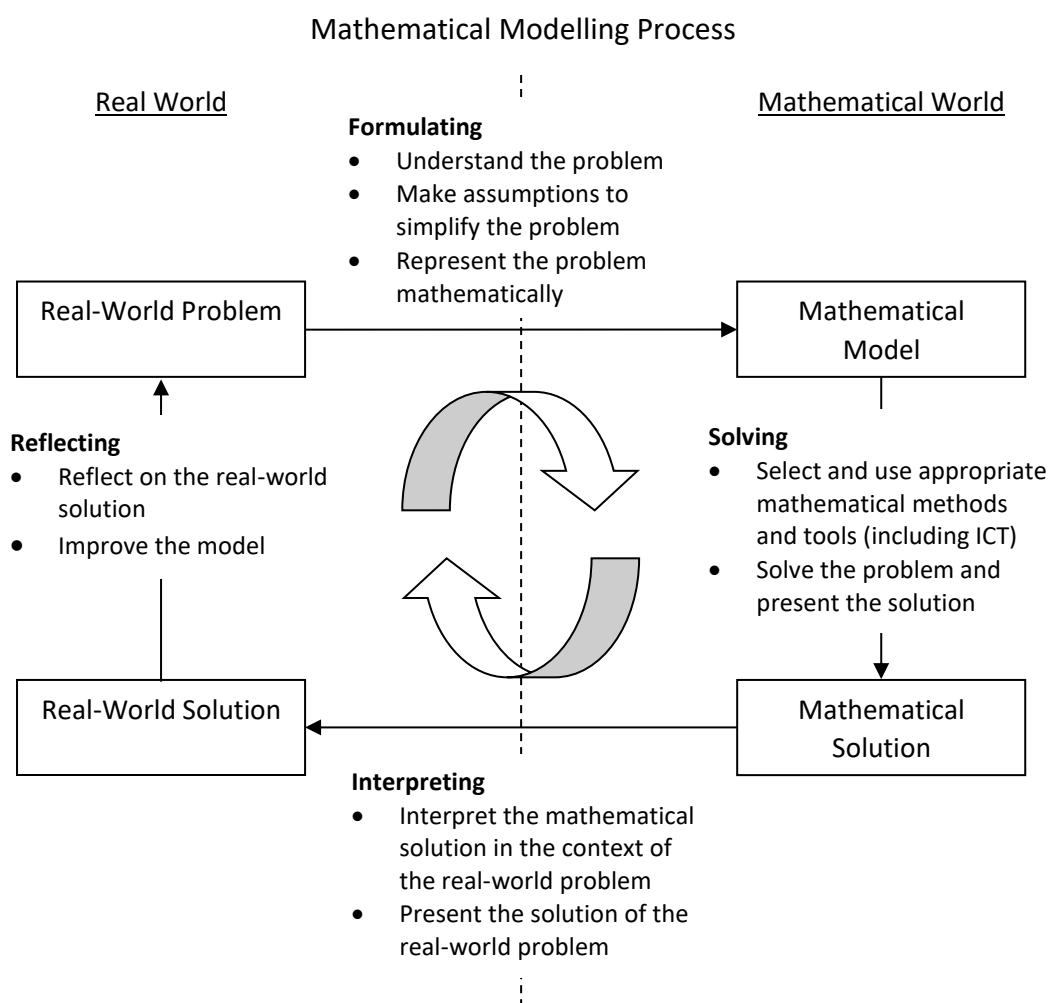 Mathematical Modelling Process
Real World
Mathematical World
Formulating
• Understand the problem
• Make assumptions to
simplify the problem
• Represent the problem
mathematically
Real-World Problem
Mathematical
Model
Reflecting
• Reflect on the real-world
solution
• Improve the model
Solving
• Select and use appropriate
mathematical methods
and tools (including ICT)
• Solve the problem and
present the solution
Real-World Solution
Mathematical
Solution
Interpreting
• Interpret the mathematical
solution in the context of
the real-world problem
• Present the solution of the
real-world problem